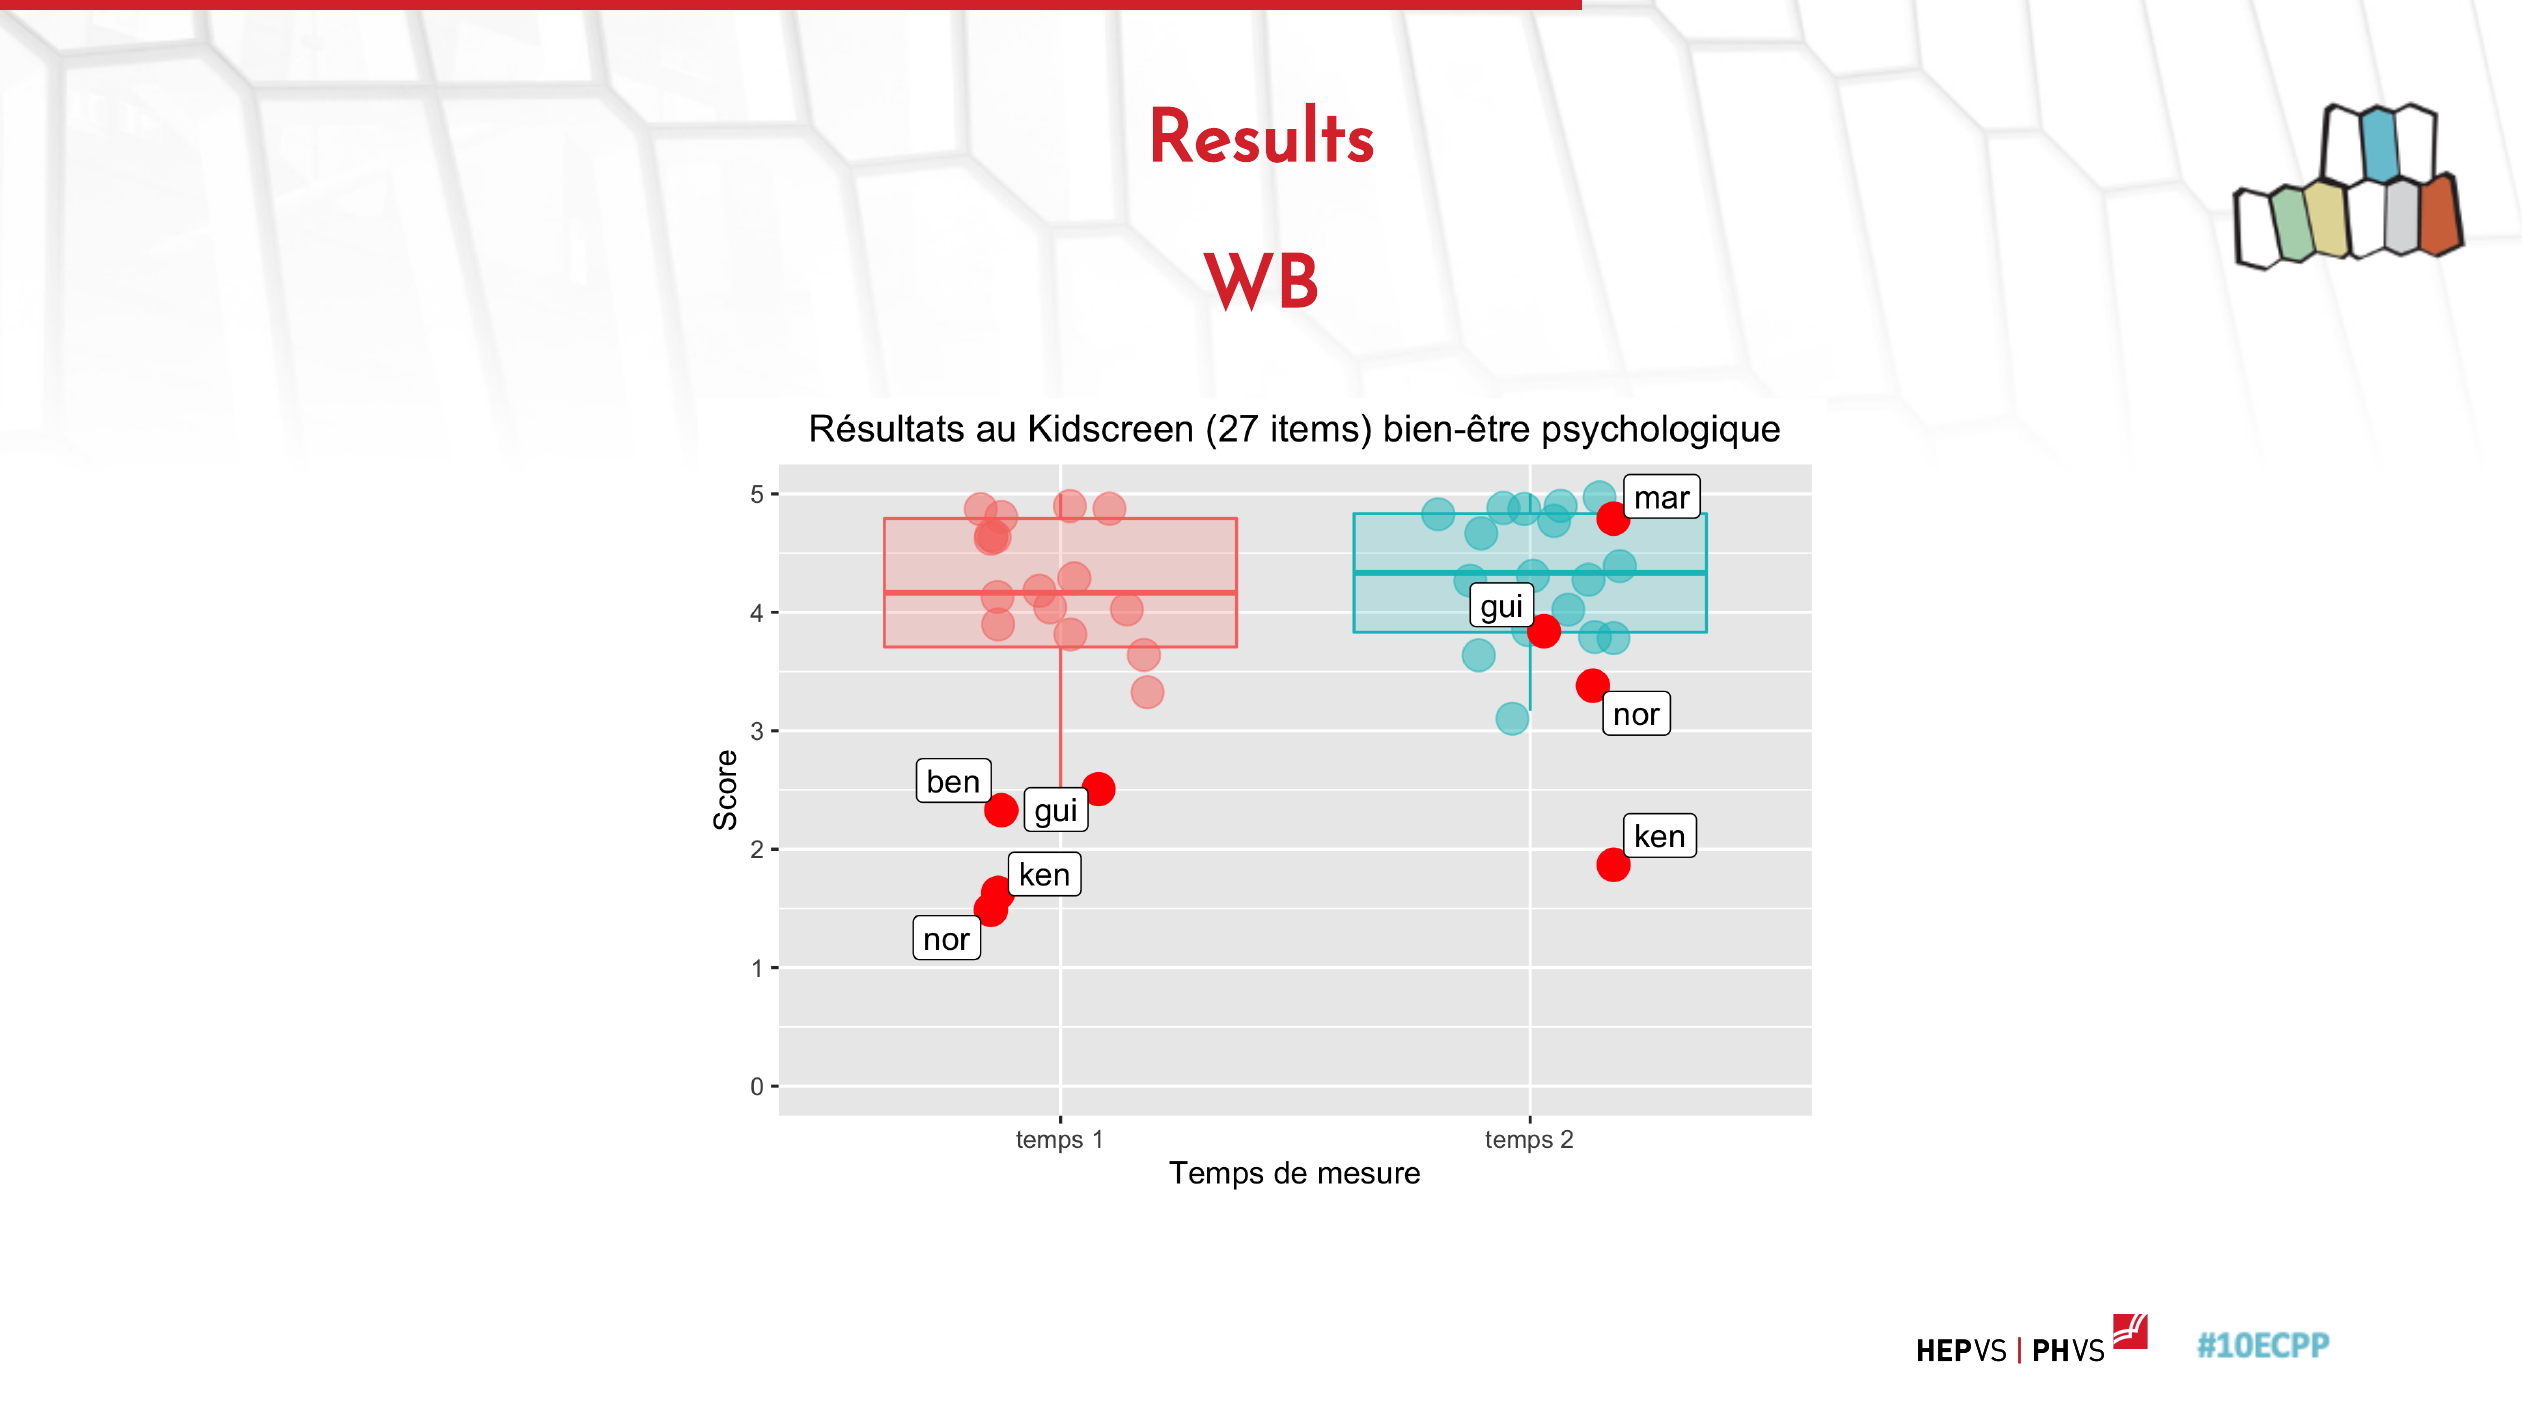 Results
WB
Résultats au Kidscreen (27 items) bien-être psychologique
5
4
3
2
1
0
Score
mar
gui
nor
ben
gui
ken
ken
nor
temps 1
temps 2
Temps de mesure
HEPVS | PHVS
#10ECPP